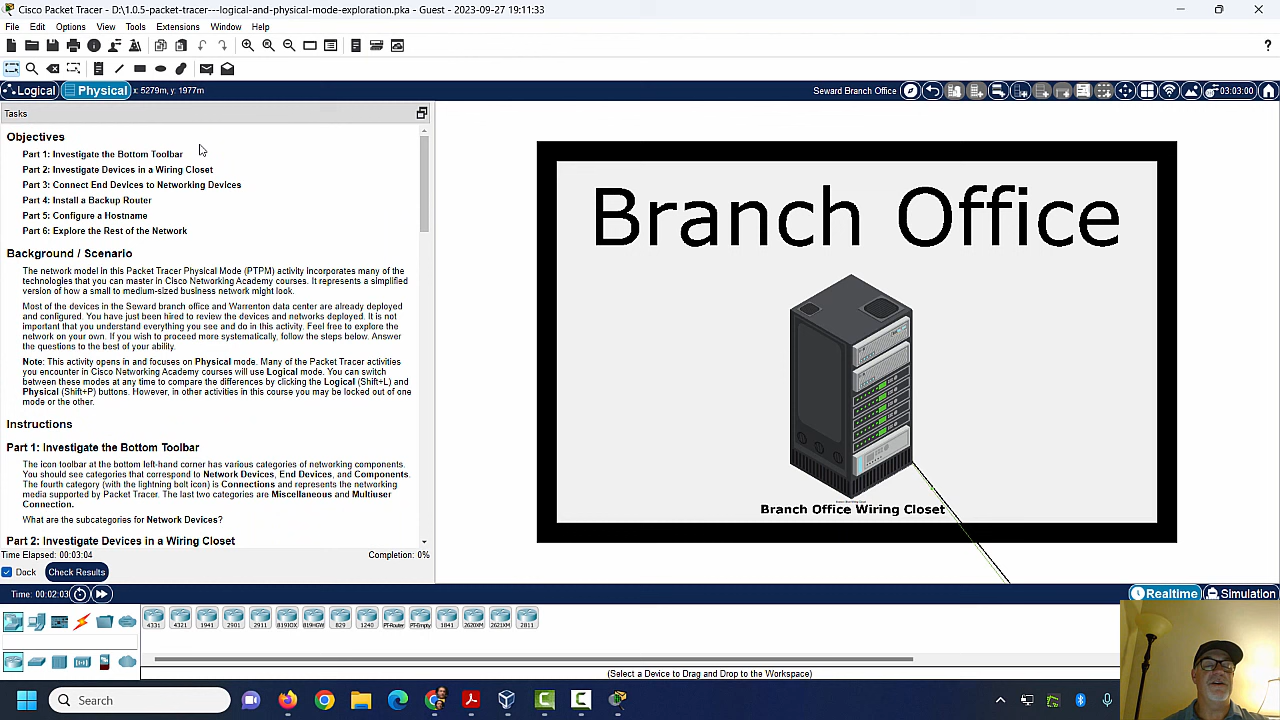 Cisco Packet Tracer - D:\1.0.5-packet-tracer---logical-and-physical-mode-exploration.pka - Guest - 2023-09-27 19:11:33
File Edit Options View Tools Extensions Window Help
Logical Physical x: 5279m, y: 1977m Seward Branch Office 03:03:00
Tasks
Objectives
Part 1: Investigate the Bottom Toolbar
Part 2: Investigate Devices in a Wiring Closet
Part 3: Connect End Devices to Networking Devices
Part 4: Install a Backup Router
Part 5: Configure a Hostname
Part 6: Explore the Rest of the Network
Background / Scenario
The network model in this Packet Tracer Physical Mode (PTPM) activity incorporates many of the
technologies that you can master in Cisco Networking Academy courses. It represents a simplified
version of how a small to medium-sized business network might look.
Most of the devices in the Seward branch office and Warrenton data center are already deployed
and configured. You have just been hired to review the devices and networks deployed. It is not
important that you understand everything you see and do in this activity. Feel free to explore the
network on your own. If you wish to proceed more systematically, follow the steps below. Answer
the questions to the best of your ability.
Note: This activity opens in and focuses on Physical mode. Many of the Packet Tracer activities
you encounter in Cisco Networking Academy courses will use Logical mode. You can switch
between these modes at any time to compare the differences by clicking the Logical (Shift+L) and
Physical (Shift+P) buttons. However, in other activities in this course you may be locked out of one
mode or the other.
Instructions
Part 1: Investigate the Bottom Toolbar
The icon toolbar at the bottom left-hand corner has various categories of networking components.
You should see categories that correspond to Network Devices, End Devices, and Components.
The fourth category (with the lightning bolt icon) is Connections and represents the networking
media supported by Packet Tracer. The last two categories are Miscellaneous and Multiuser
Connection.
What are the subcategories for Network Devices?
Part 2: Investigate Devices in a Wiring Closet
Time Elapsed: 00:03:04 Completion: 0%
Dock Check Results
Branch Office
Branch Office Wiring Closet
Time: 00:02:03 Realtime Simulation
4331 4321 1941 2901 2911 819IOX 819HGW 829 1240 PT-Router PT-Empty 1841 2620XM 2621XM 2811
(Select a Device to Drag and Drop to the Workspace)
Search